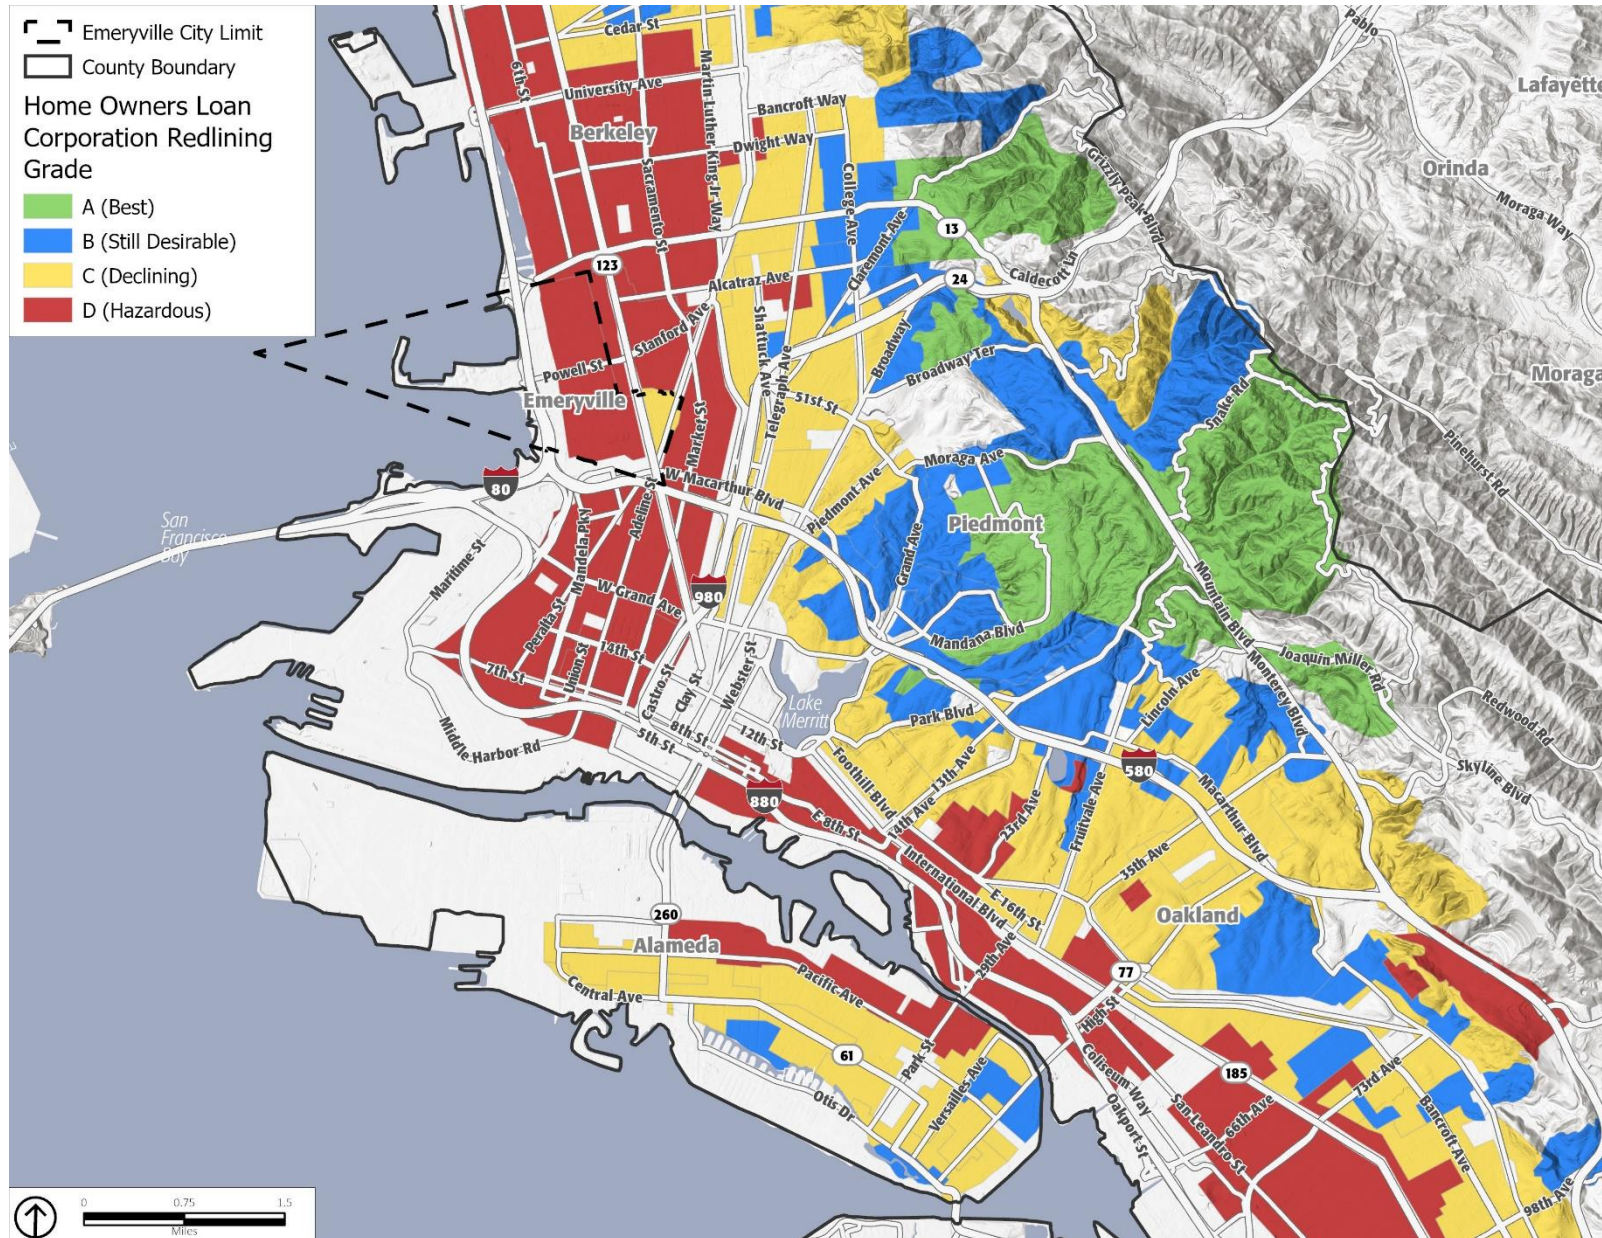 Emeryville City Limit
County Boundary
Home Owners Loan
Corporation Redlining
Grade
A (Best)
B (Still Desirable)
C (Declining)
D (Hazardous)
Cedar St
6th St
University Ave
Martin Luther King Jr Way
Bancroft Way
Berkeley
Dwight Way
Sacramento St
College Ave
Claremont Ave
Grizzly Peak Blvd
Pablo
Lafayette
Orinda
Moraga Way
13
123
24
Caldecott Ln
Alcatraz Ave
Stanford Ave
Shattuck Ave
Telegraph Ave
Broadway
Broadway Ter
Powell St
Emeryville
51st St
Market St
Snake Rd
Moraga
Pinehurst Rd
Moraga Ave
Piedmont Ave
Piedmont
80
W Macarthur Blvd
Adeline St
San
Francisco
Bay
Maritime St
Mandela Pky
Grand Ave
W Grand Ave
980
Peralta St
Mandana Blvd
Mountain Blvd
14th St
Union St
7th St
Castro St
Clay St
Webster St
Joaquin Miller Rd
Lincoln Ave
Monterey Blvd
Redwood Rd
Lake
Merritt
Park Blvd
Middle Harbor Rd
8th St
5th St
12th St
Foothill Blvd
13th Ave
580
Skyline Blvd
880
E 8th St
14th Ave
23rd Ave
Fruitvale Ave
Macarthur Blvd
International Blvd
35th Ave
E 16th St
Oakland
260
Alameda
29th Ave
77
Pacific Ave
Central Ave
High St
61
Park St
Versailles Ave
Otis Dr
Coliseum Way
Oakport St
San Leandro St
185
66th Ave
73rd Ave
Bancroft Ave
98th Ave
0
0.75
1.5
Miles